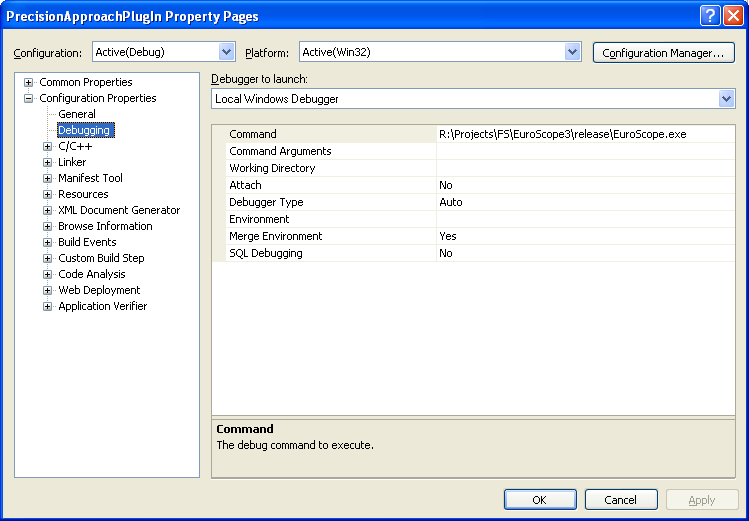 PrecisionApproachPlugIn Property Pages
Configuration: Active(Debug) Platform: Active(Win32) Configuration Manager...
Common Properties
Configuration Properties
General
Debugging
C/C++
Linker
Manifest Tool
Resources
XML Document Generator
Browse Information
Build Events
Custom Build Step
Code Analysis
Web Deployment
Application Verifier
Debugger to launch:
Local Windows Debugger
Command R:\Projects\FS\EuroScope3\release\EuroScope.exe
Command Arguments
Working Directory
Attach No
Debugger Type Auto
Environment
Merge Environment Yes
SQL Debugging No
Command
The debug command to execute.
OK Cancel Apply